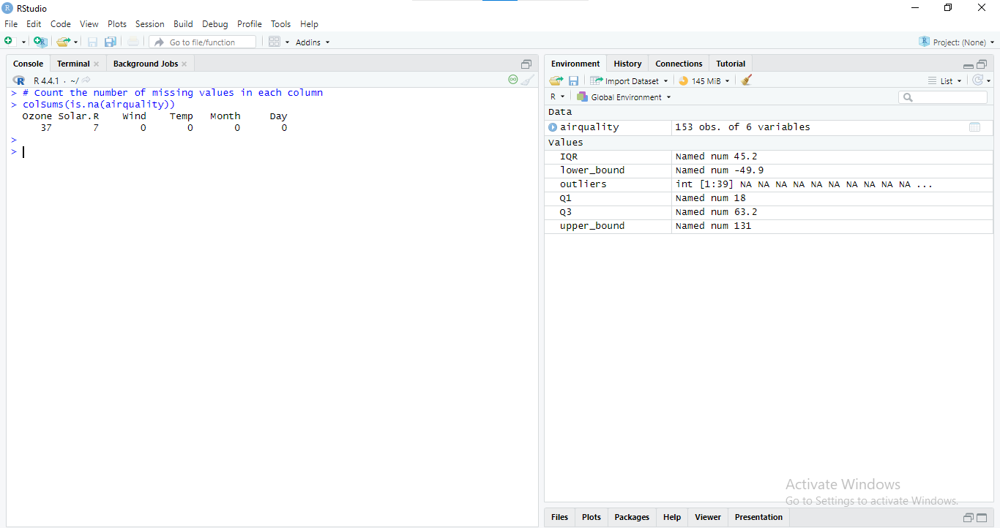 RStudio
File Edit Code View Plots Session Build Debug Profile Tools Help
Go to file/function Addins Project: (None)
Console Terminal Background Jobs
R 4.4.1 · ~/
> # Count the number of missing values in each column
> colSums(is.na(airquality))
Ozone Solar.R Wind Temp Month Day
37 7 0 0 0 0
>
>
Environment History Connections Tutorial
Import Dataset 145 MiB List
R Global Environment
Data
airquality 153 obs. of 6 variables
Values
IQR Named num 45.2
lower_bound Named num -49.9
outliers int [1:39] NA NA NA NA NA NA NA NA NA NA ...
Q1 Named num 18
Q3 Named num 63.2
upper_bound Named num 131
Activate Windows
Go to Settings to activate Windows.
Files Plots Packages Help Viewer Presentation